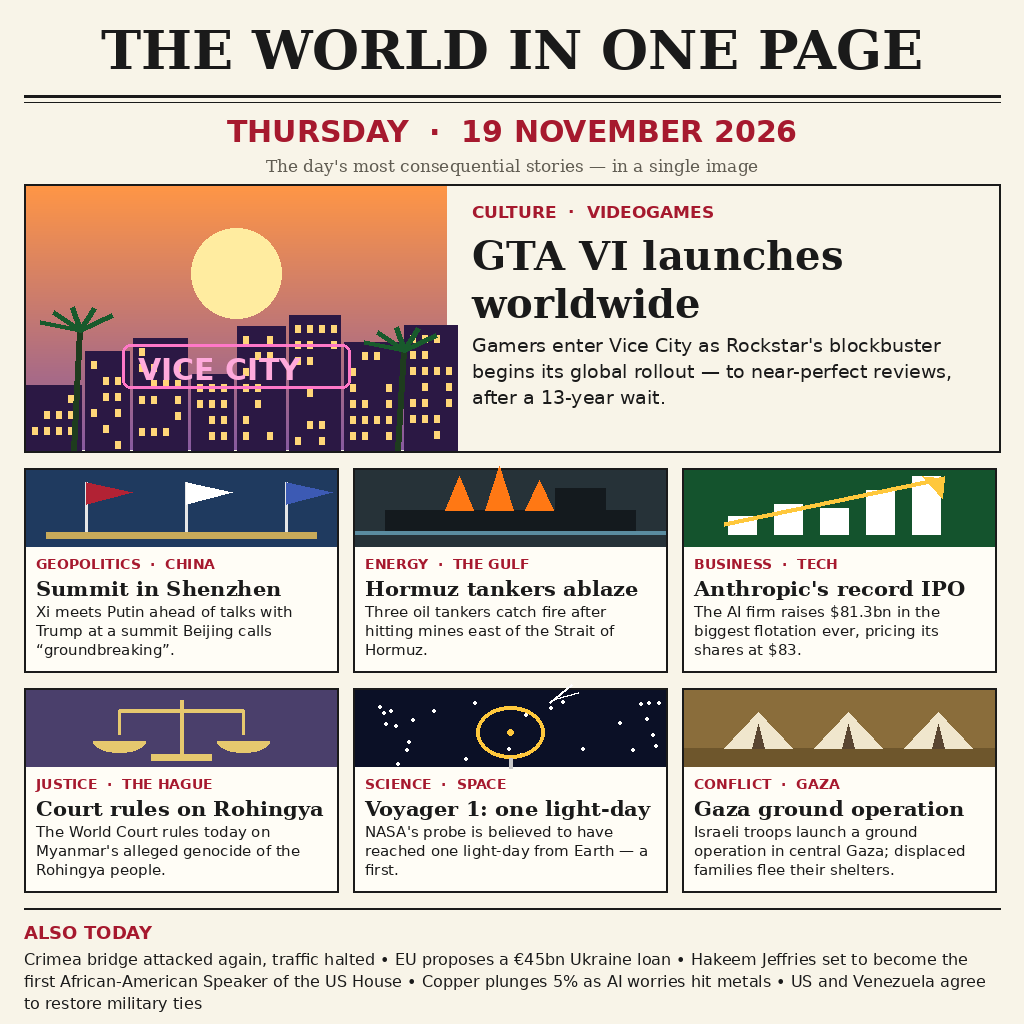 THE WORLD IN ONE PAGE
THURSDAY · 19 NOVEMBER 2026
The day's most consequential stories — in a single image
VICE CITY
CULTURE · VIDEOGAMES
GTA VI launches
worldwide
Gamers enter Vice City as Rockstar's blockbuster
begins its global rollout — to near-perfect reviews,
after a 13-year wait.
GEOPOLITICS · CHINA
Summit in Shenzhen
Xi meets Putin ahead of talks with
Trump at a summit Beijing calls
“groundbreaking”.
ENERGY · THE GULF
Hormuz tankers ablaze
Three oil tankers catch fire after
hitting mines east of the Strait of
Hormuz.
BUSINESS · TECH
Anthropic's record IPO
The AI firm raises $81.3bn in the
biggest flotation ever, pricing its
shares at $83.
JUSTICE · THE HAGUE
Court rules on Rohingya
The World Court rules today on
Myanmar's alleged genocide of the
Rohingya people.
SCIENCE · SPACE
Voyager 1: one light-day
NASA's probe is believed to have
reached one light-day from Earth — a
first.
CONFLICT · GAZA
Gaza ground operation
Israeli troops launch a ground
operation in central Gaza; displaced
families flee their shelters.
ALSO TODAY
Crimea bridge attacked again, traffic halted • EU proposes a €45bn Ukraine loan • Hakeem Jeffries set to become the
first African-American Speaker of the US House • Copper plunges 5% as AI worries hit metals • US and Venezuela agree
to restore military ties